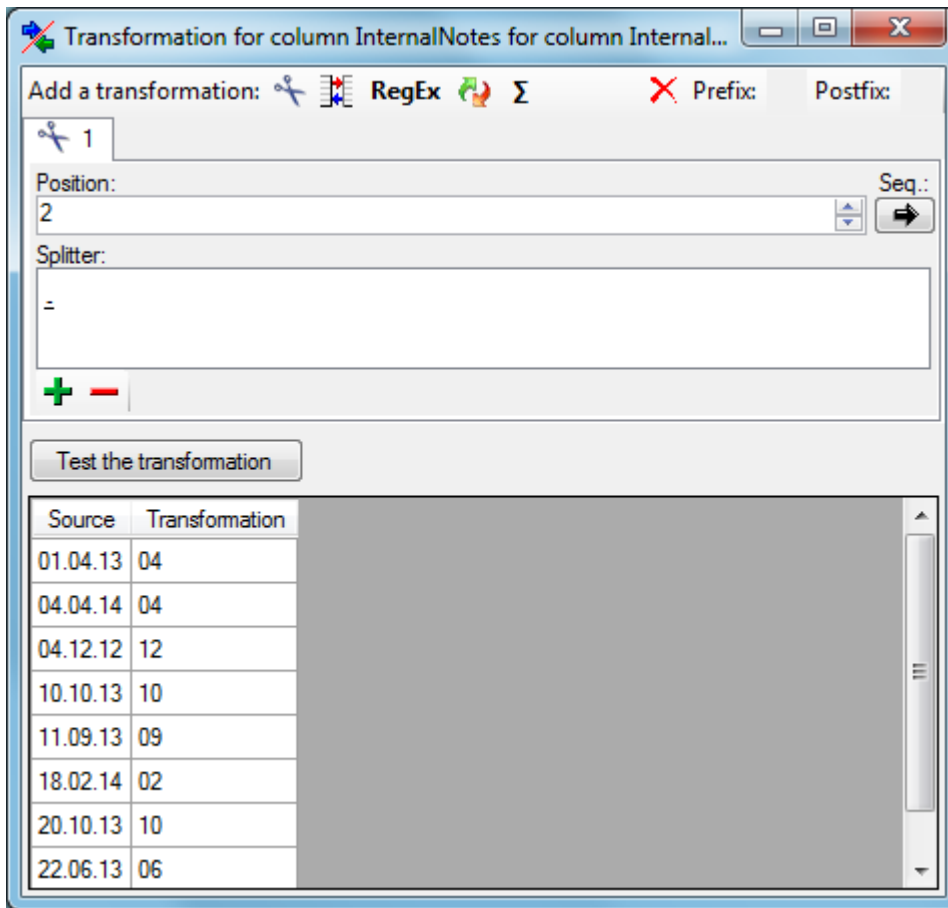 Transformation for column InternalNotes for column Internal...
Add a transformation: RegEx Σ Prefix: Postfix:
1
Position: Seq.:
2
Splitter:
.
Test the transformation
Source Transformation
01.04.13 04
04.04.14 04
04.12.12 12
10.10.13 10
11.09.13 09
18.02.14 02
20.10.13 10
22.06.13 06